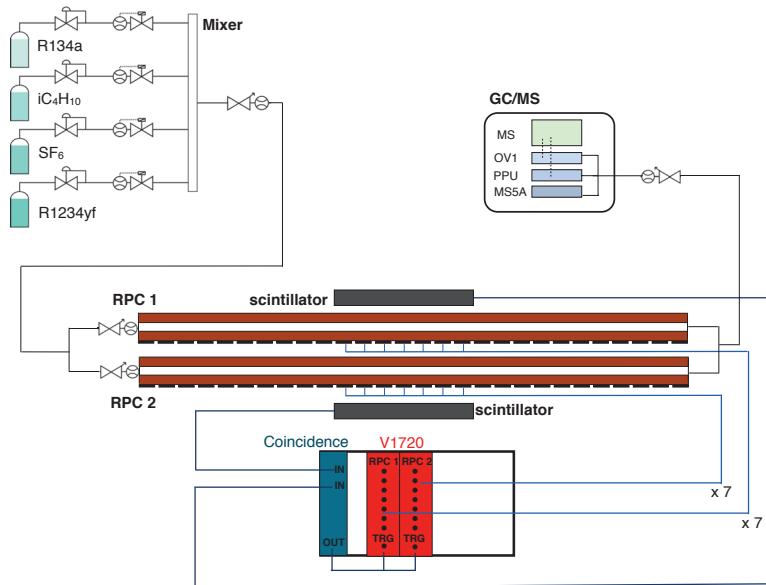 Mixer
R134a
iC₄H₁₀
SF₆
R1234yf
GC/MS
MS
OV1
PPU
MS5A
RPC 1
scintillator
RPC 2
scintillator
Coincidence
V1720
RPC 1
RPC 2
IN
IN
OUT
TRG
TRG
x 7
x 7